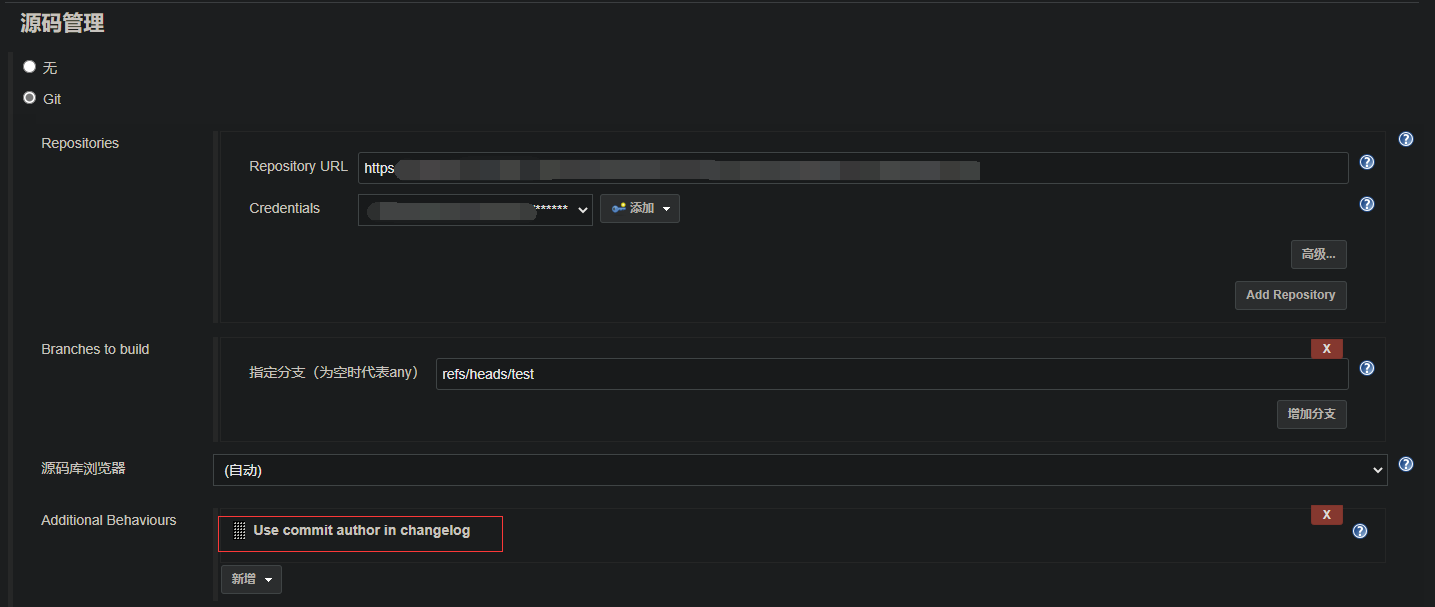 源码管理
无
Git
Repositories
Repository URL https
Credentials ****** 添加
高级...
Add Repository
Branches to build
X
指定分支（为空时代表any） refs/heads/test
增加分支
源码库浏览器 (自动)
Additional Behaviours
X
Use commit author in changelog
新增